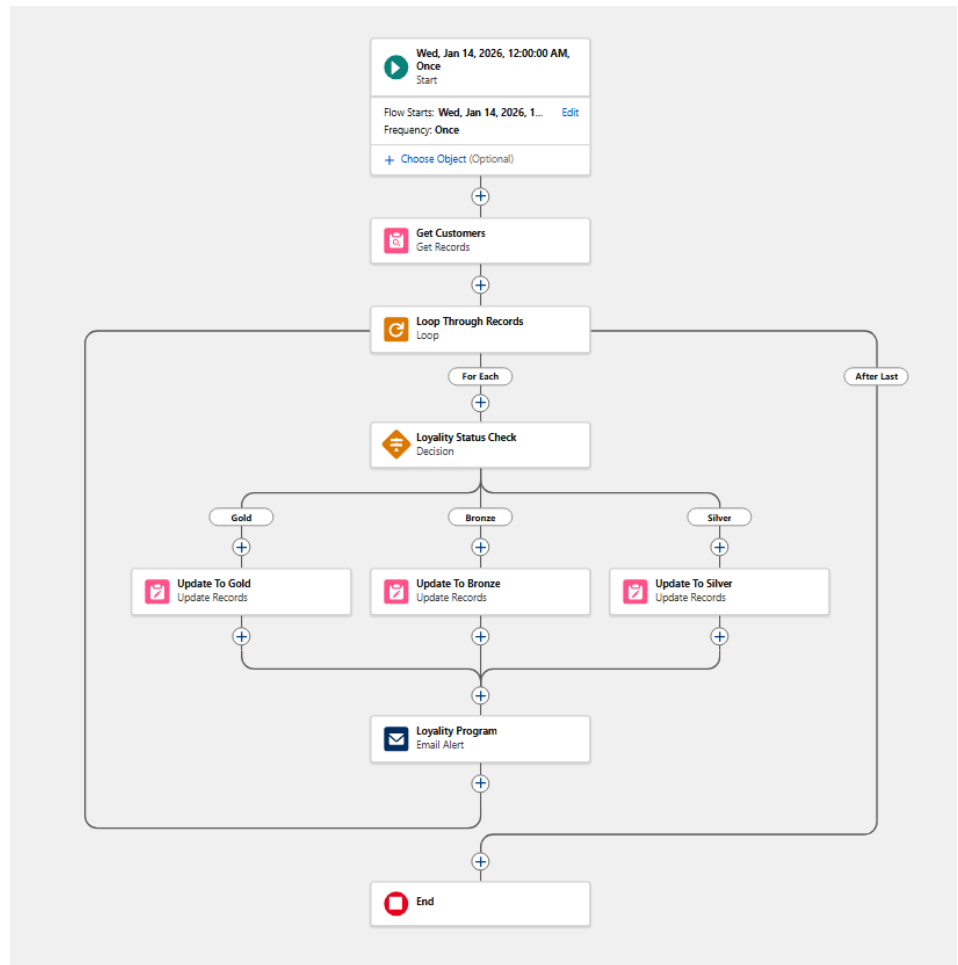 Wed, Jan 14, 2026, 12:00:00 AM,
Once
Start
Flow Starts: Wed, Jan 14, 2026, 1... Edit
Frequency: Once
+ Choose Object (Optional)
Get Customers
Get Records
Loop Through Records
Loop
For Each
After Last
Loyality Status Check
Decision
Gold
Bronze
Silver
Update To Gold
Update Records
Update To Bronze
Update Records
Update To Silver
Update Records
Loyality Program
Email Alert
End